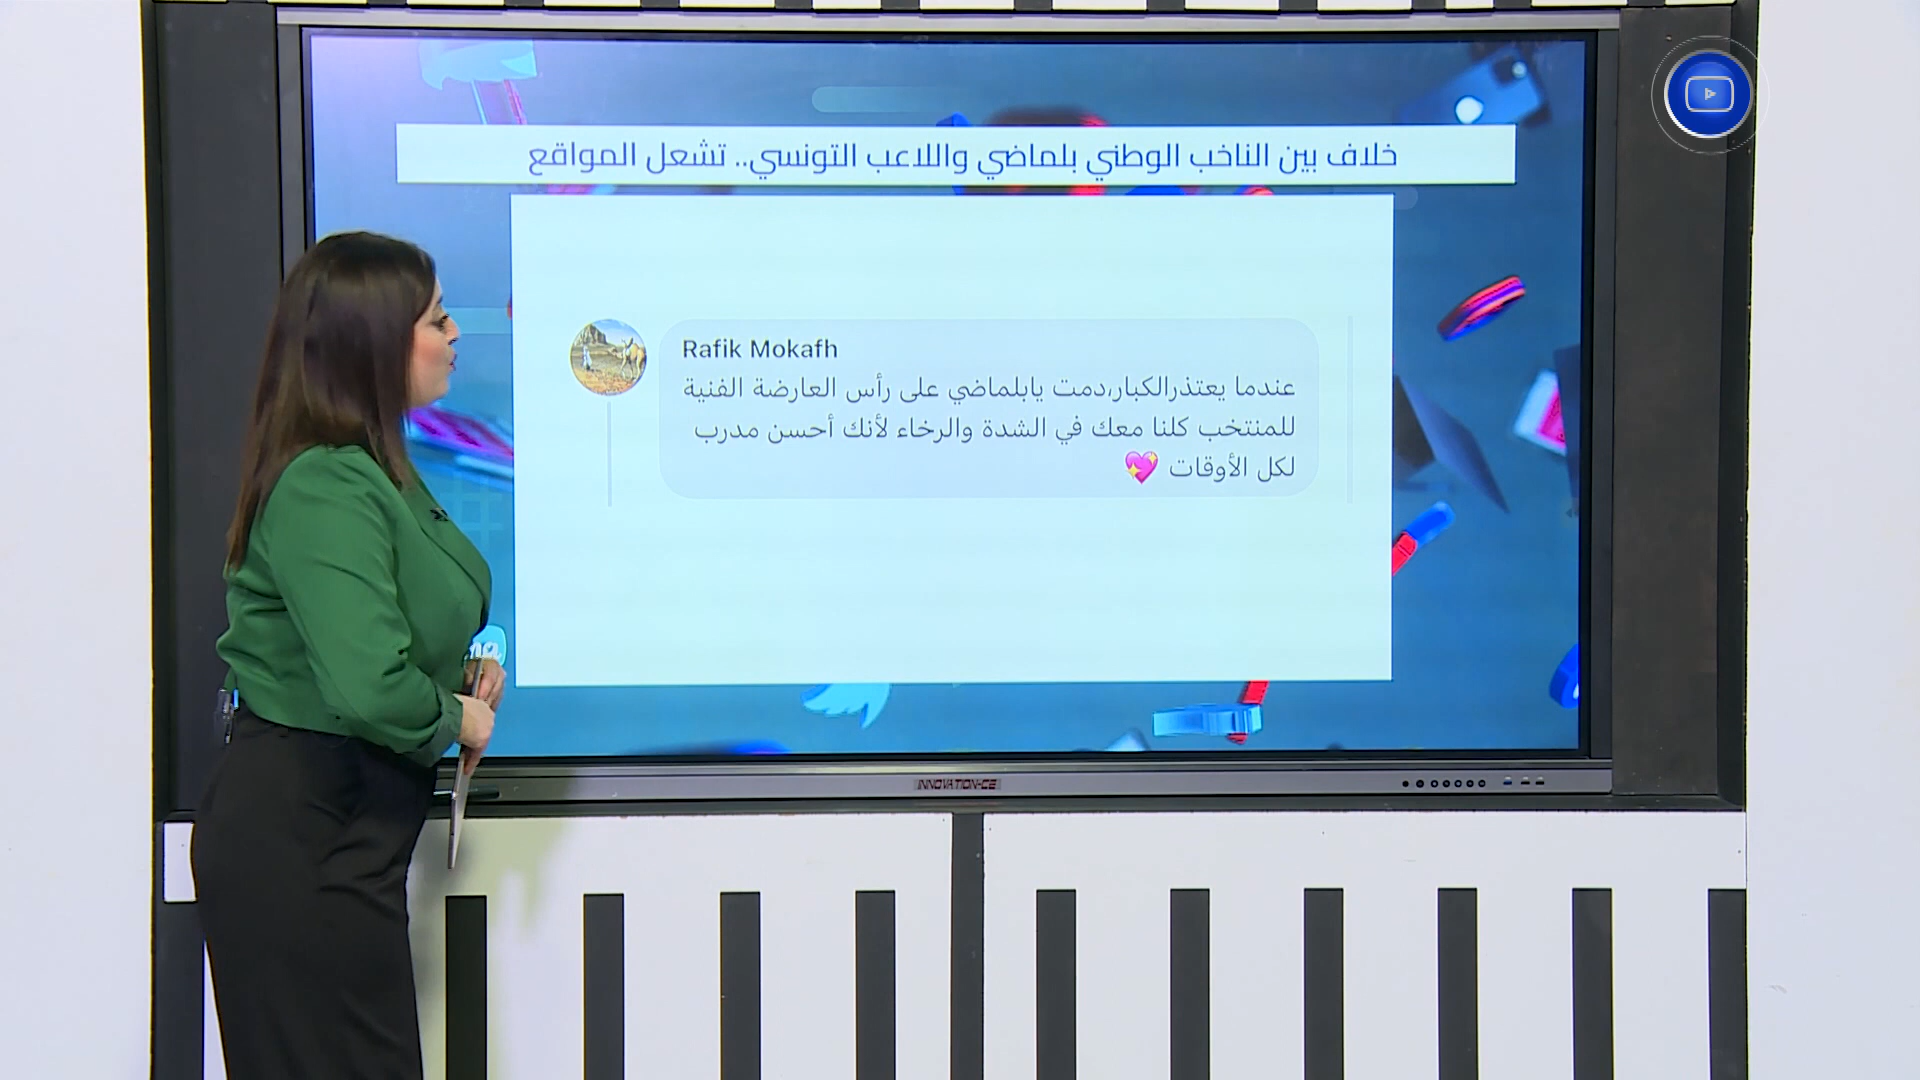 خلاف بين الناخب الوطني بلماضي واللاعب التونسي.. تشعل المواقع
Rafik Mokafh
عندما يعتذرالكبار,دمت يابلماضي على رأس العارضة الفنية
للمنتخب كلنا معك في الشدة والرخاء لأنك أحسن مدرب
لكل الأوقات 💖
INNOVATION-CE